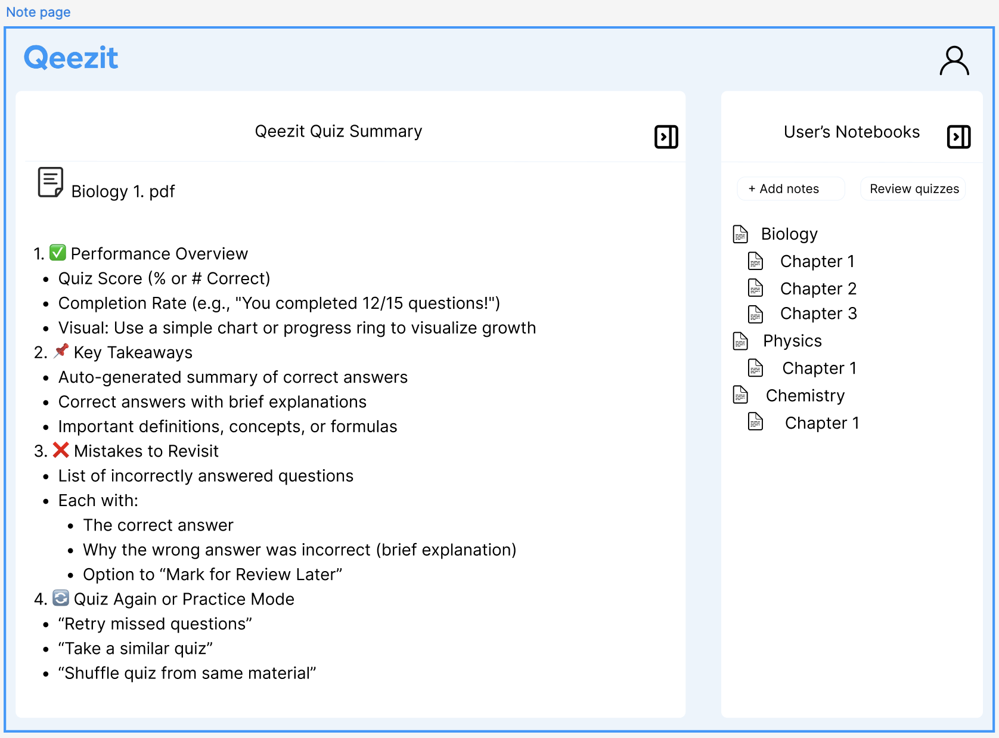 Note page
Qeezit
Qeezit Quiz Summary
Biology 1. pdf
1. ✅ Performance Overview
• Quiz Score (% or # Correct)
• Completion Rate (e.g., "You completed 12/15 questions!")
• Visual: Use a simple chart or progress ring to visualize growth
2. 📌 Key Takeaways
• Auto-generated summary of correct answers
• Correct answers with brief explanations
• Important definitions, concepts, or formulas
3. ❌ Mistakes to Revisit
• List of incorrectly answered questions
• Each with:
• The correct answer
• Why the wrong answer was incorrect (brief explanation)
• Option to “Mark for Review Later”
4. 🔄 Quiz Again or Practice Mode
• “Retry missed questions”
• “Take a similar quiz”
• “Shuffle quiz from same material”
User’s Notebooks
+ Add notes
Review quizzes
Biology
Chapter 1
Chapter 2
Chapter 3
Physics
Chapter 1
Chemistry
Chapter 1